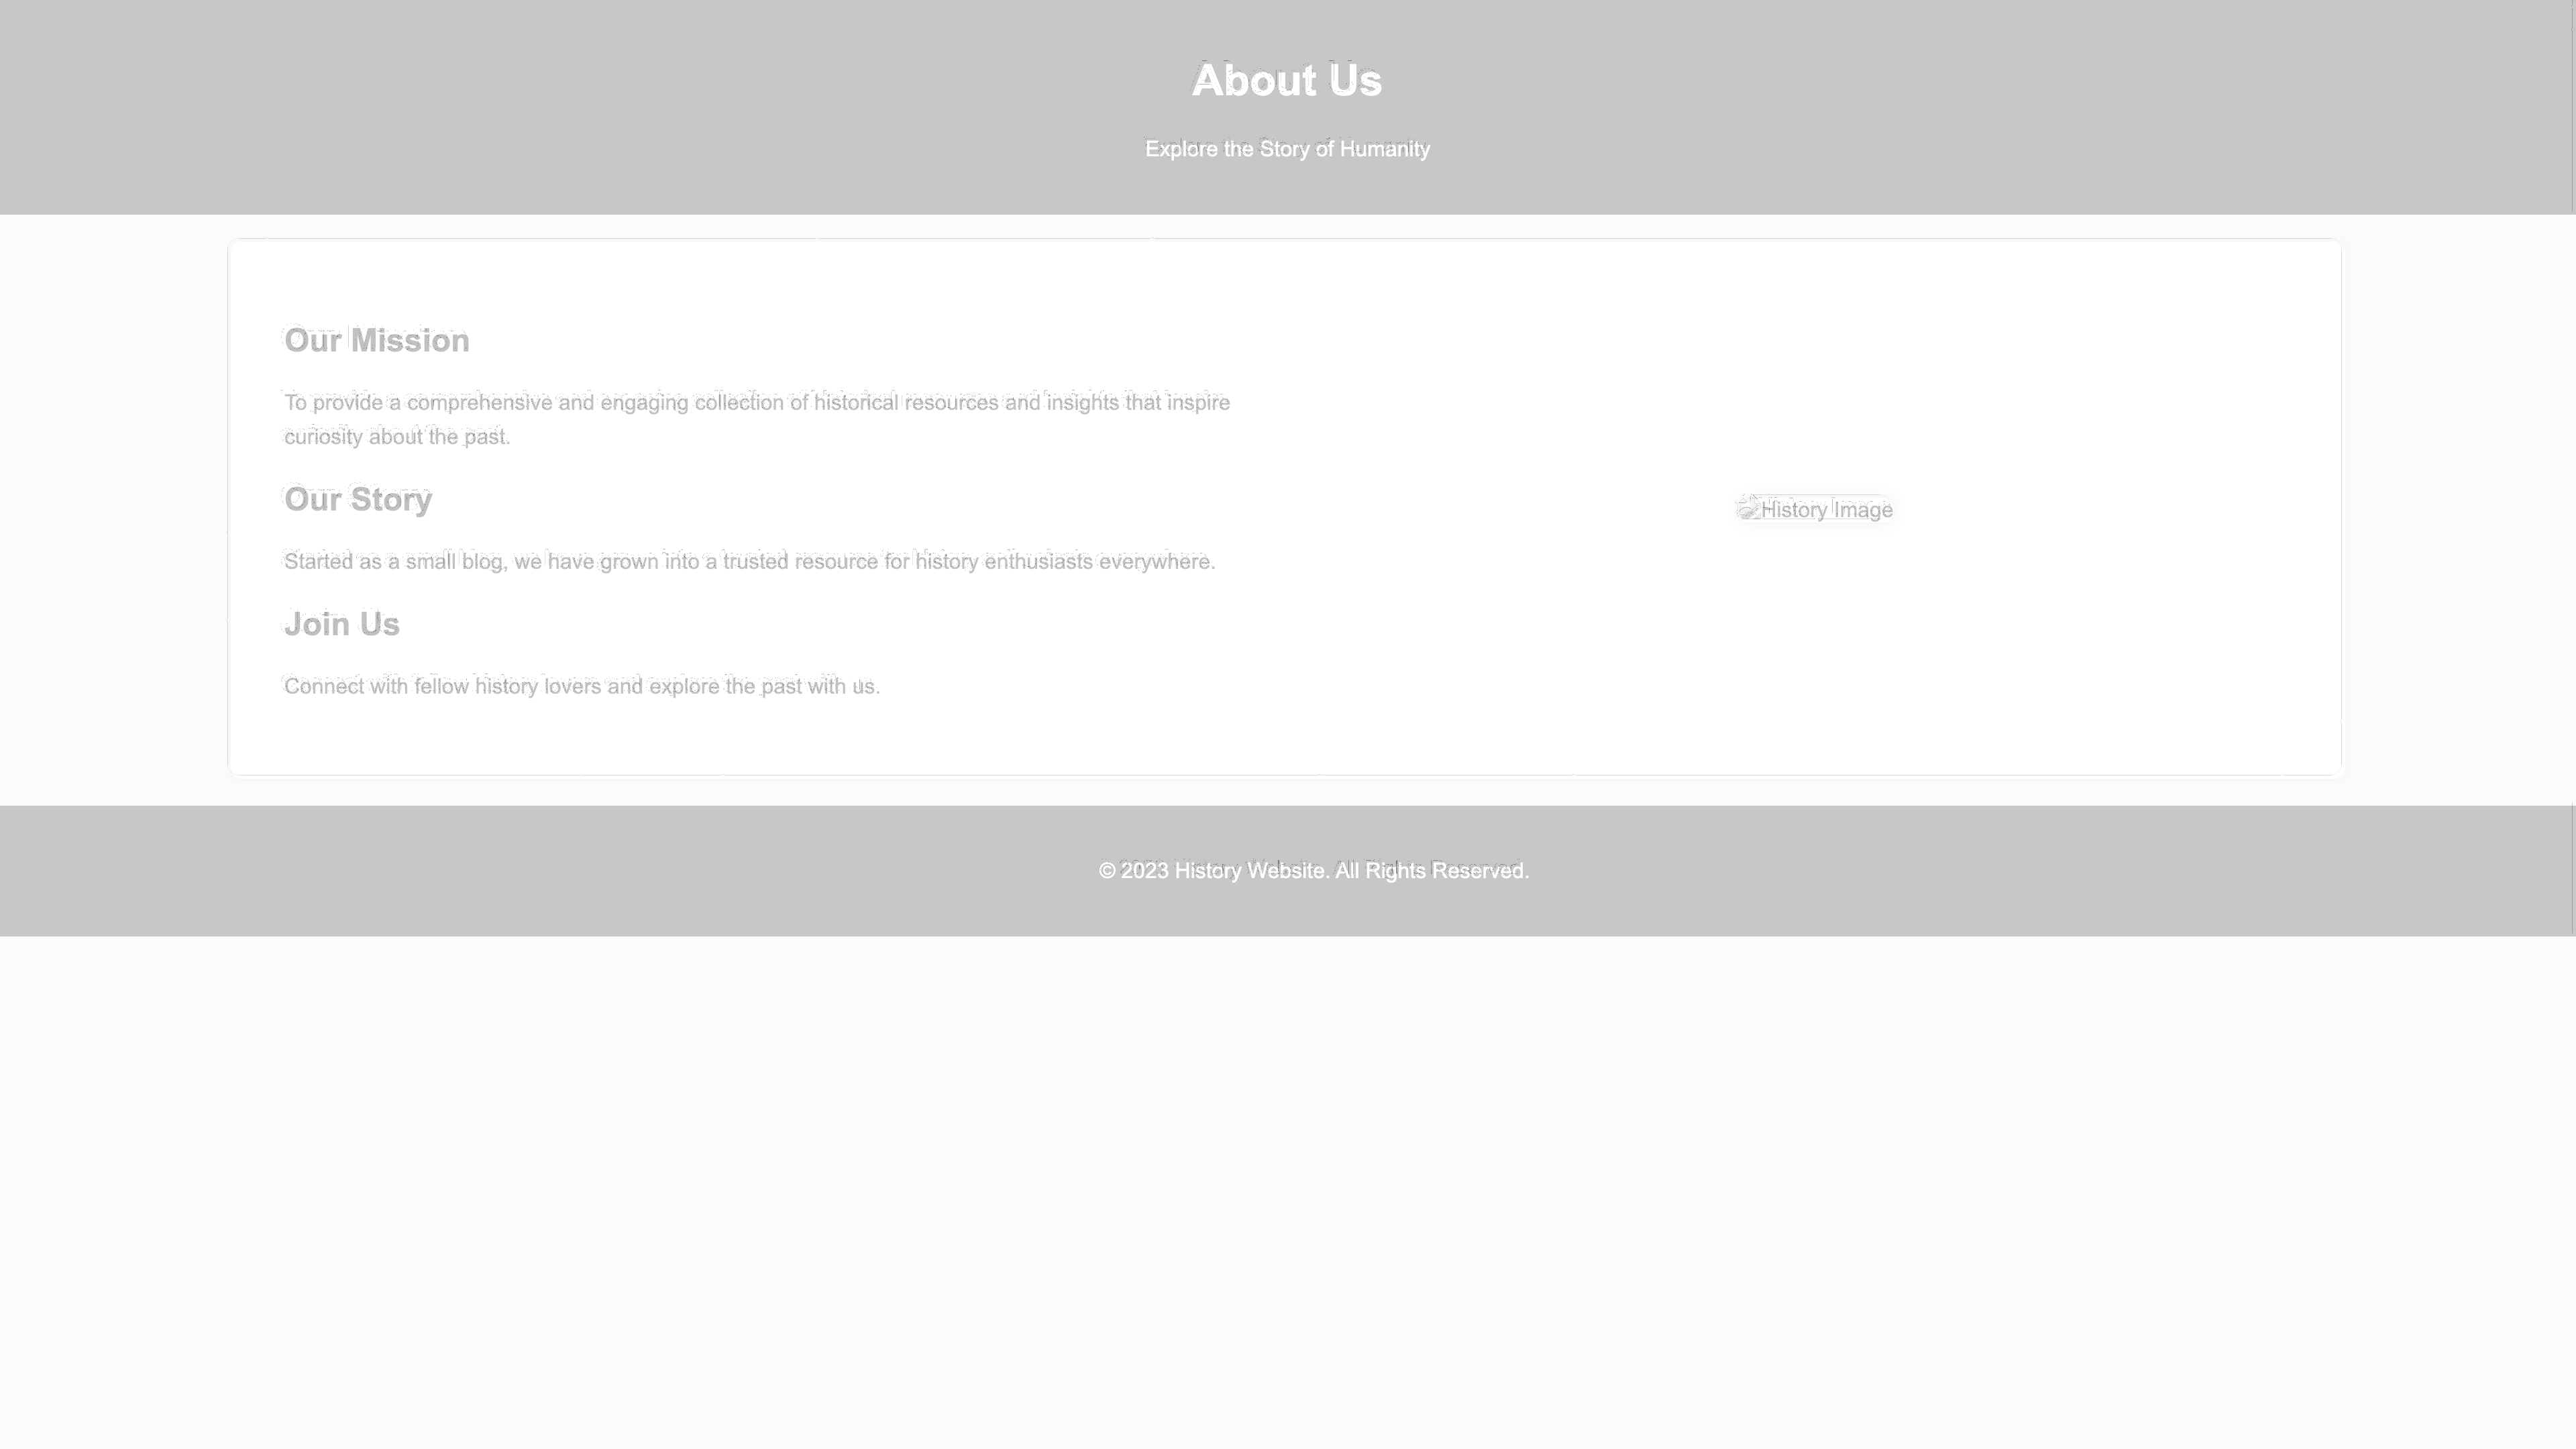 About Us
Explore the Story of Humanity
Our Mission
To provide a comprehensive and engaging collection of historical resources and insights that inspire
curiosity about the past.
Our Story
Started as a small blog, we have grown into a trusted resource for history enthusiasts everywhere.
History Image
Join Us
Connect with fellow history lovers and explore the past with us.
© 2023 History Website. All Rights Reserved.